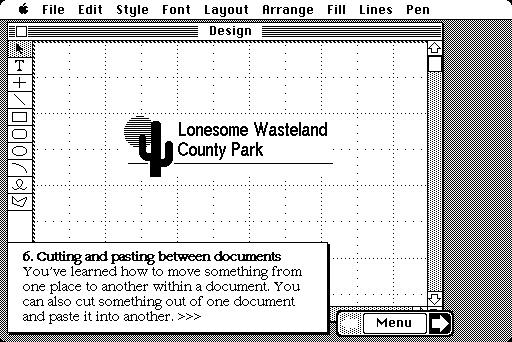 File Edit Style Font Layout Arrange Fill Lines Pen
Design
T
Lonesome Wasteland
County Park
6. Cutting and pasting between documents
You've learned how to move something from
one place to another within a document. You
can also cut something out of one document
and paste it into another. >>>
Menu